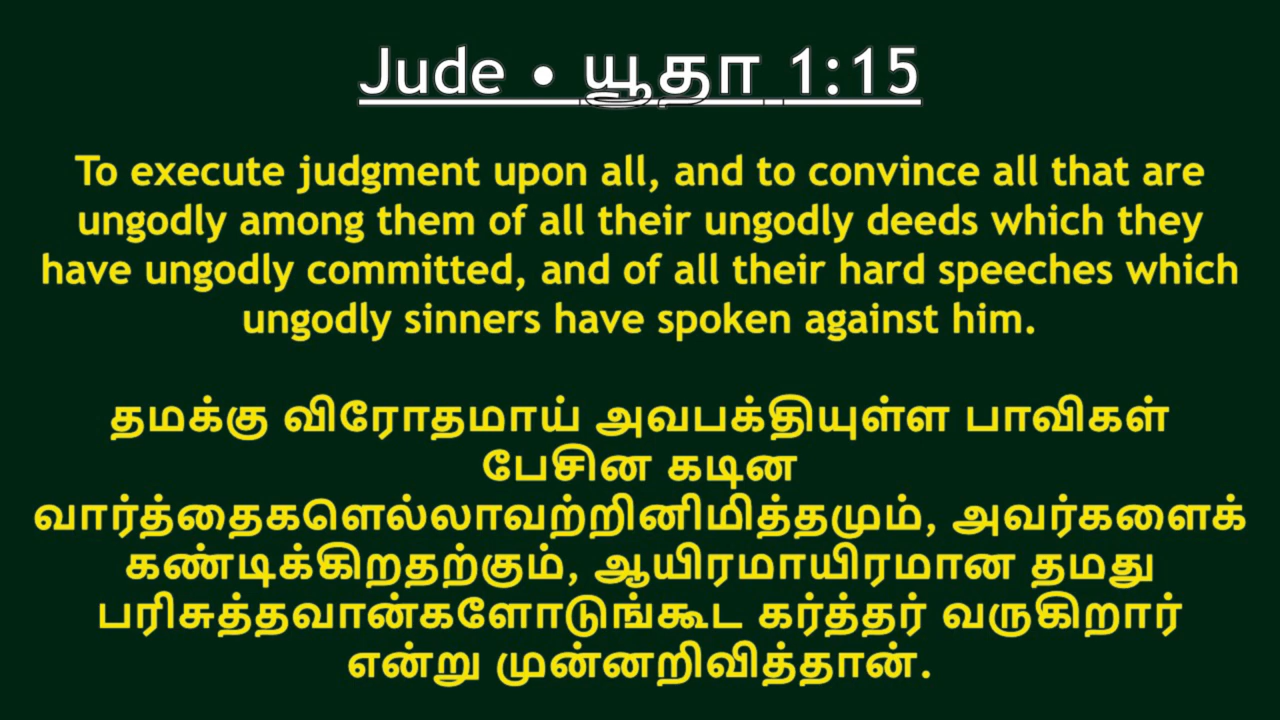 Jude • யூதா 1:15
To execute judgment upon all, and to convince all that are
ungodly among them of all their ungodly deeds which they
have ungodly committed, and of all their hard speeches which
ungodly sinners have spoken against him.
தமக்கு விரோதமாய் அவபக்தியுள்ள பாவிகள்
பேசின கடின
வார்த்தைகளெல்லாவற்றினிமித்தமும், அவர்களைக்
கண்டிக்கிறதற்கும், ஆயிரமாயிரமான தமது
பரிசுத்தவான்களோடுங்கூட கர்த்தர் வருகிறார்
என்று முன்னறிவித்தான்.